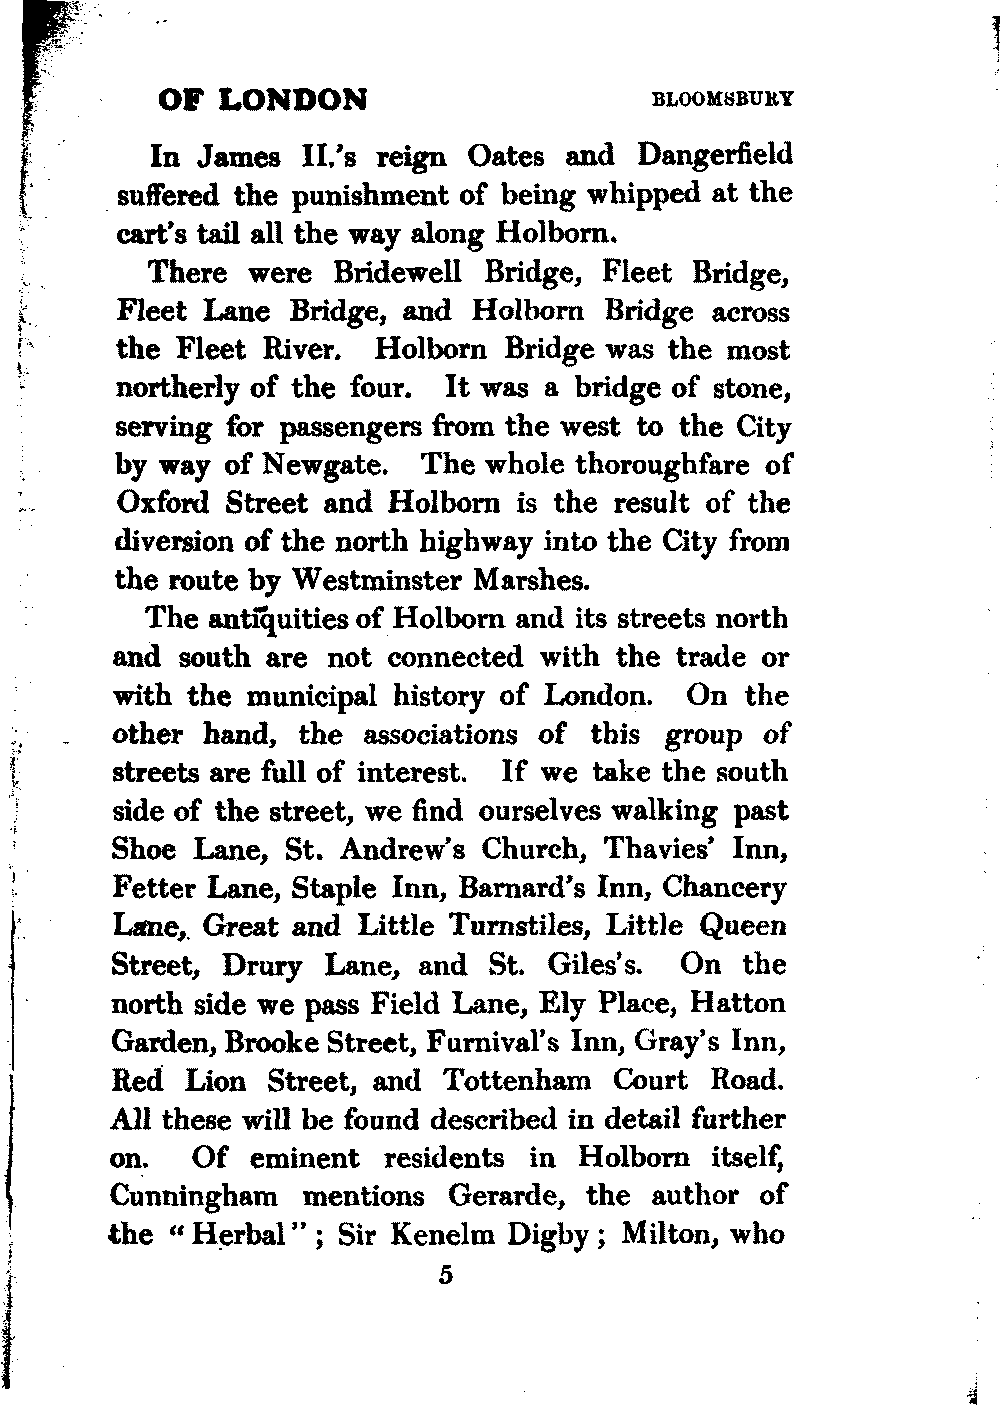 OF LONDON BLOOMSBURY
In James II.'s reign Oates and Dangerfield
suffered the punishment of being whipped at the
cart's tail all the way along Holborn.
There were Bridewell Bridge, Fleet Bridge,
Fleet Lane Bridge, and Holborn Bridge across
the Fleet River. Holborn Bridge was the most
northerly of the four. It was a bridge of stone,
serving for passengers from the west to the City
by way of Newgate. The whole thoroughfare of
Oxford Street and Holborn is the result of the
diversion of the north highway into the City from
the route by Westminster Marshes.
The antiquities of Holborn and its streets north
and south are not connected with the trade or
with the municipal history of London. On the
other hand, the associations of this group of
streets are full of interest. If we take the south
side of the street, we find ourselves walking past
Shoe Lane, St. Andrew's Church, Thavies' Inn,
Fetter Lane, Staple Inn, Barnard's Inn, Chancery
Lane, Great and Little Turnstiles, Little Queen
Street, Drury Lane, and St. Giles's. On the
north side we pass Field Lane, Ely Place, Hatton
Garden, Brooke Street, Furnival's Inn, Gray's Inn,
Red Lion Street, and Tottenham Court Road.
All these will be found described in detail further
on. Of eminent residents in Holborn itself,
Cunningham mentions Gerarde, the author of
the "Herbal"; Sir Kenelm Digby; Milton, who
5